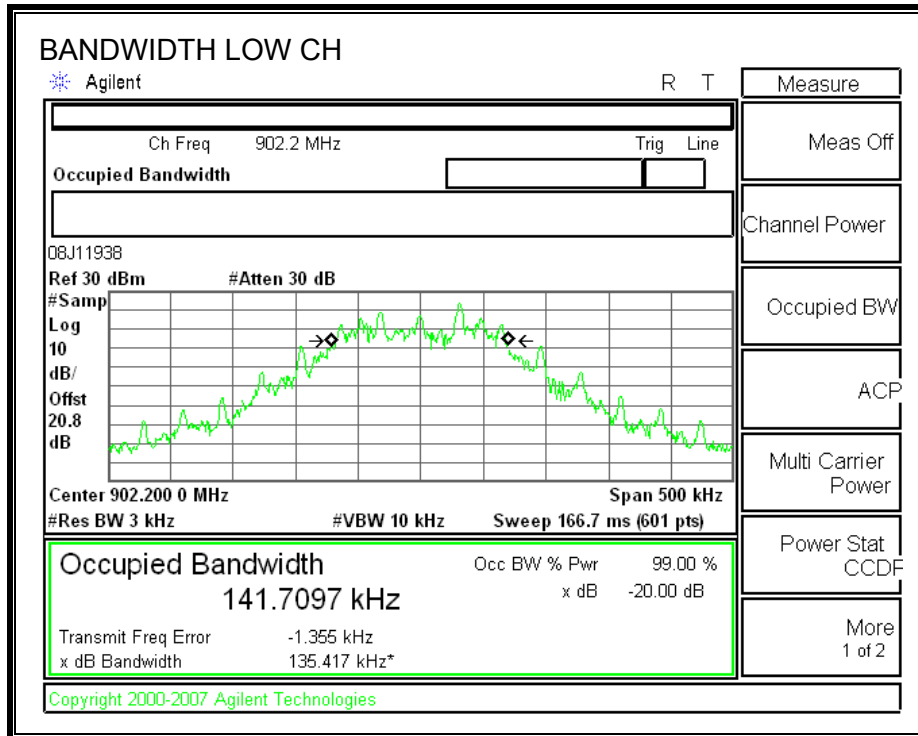 BANDWIDTH LOW CH
Agilent R T
Measure
Ch Freq 902.2 MHz Trig Line
Occupied Bandwidth
Meas Off
Channel Power
Occupied BW
ACP
Multi Carrier
Power
Power Stat
CCDF
More
1 of 2
08J11938
Ref 30 dBm #Atten 30 dB
#Samp
Log
10
dB/
Offst
20.8
dB
Center 902.200 0 MHz Span 500 kHz
#Res BW 3 kHz #VBW 10 kHz Sweep 166.7 ms (601 pts)
Occupied Bandwidth Occ BW % Pwr 99.00 %
141.7097 kHz x dB -20.00 dB
Transmit Freq Error -1.355 kHz
x dB Bandwidth 135.417 kHz*
Copyright 2000-2007 Agilent Technologies